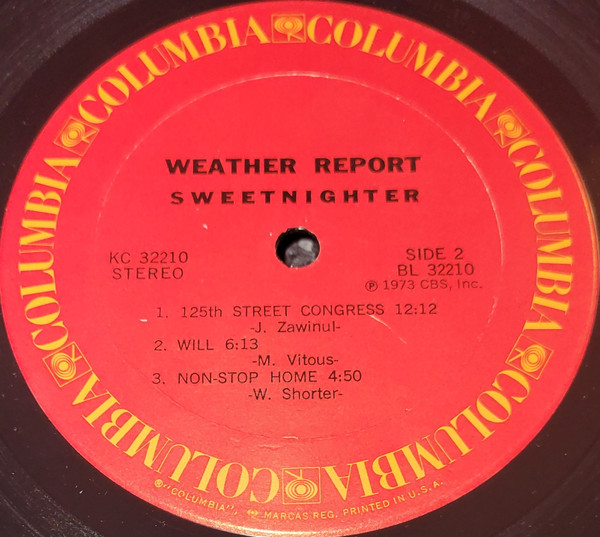 COLUMBIA COLUMBIA COLUMBIA COLUMBIA COLUMBIA COLUMBIA
WEATHER REPORT
SWEETNIGHTER
KC 32210
STEREO
SIDE 2
BL 32210
Ⓟ 1973 CBS, Inc.
1. 125th STREET CONGRESS 12:12
-J. Zawinul-
2. WILL 6:13
-M. Vitous-
3. NON-STOP HOME 4:50
-W. Shorter-
® "COLUMBIA", MARCAS REG. PRINTED IN U.S.A.